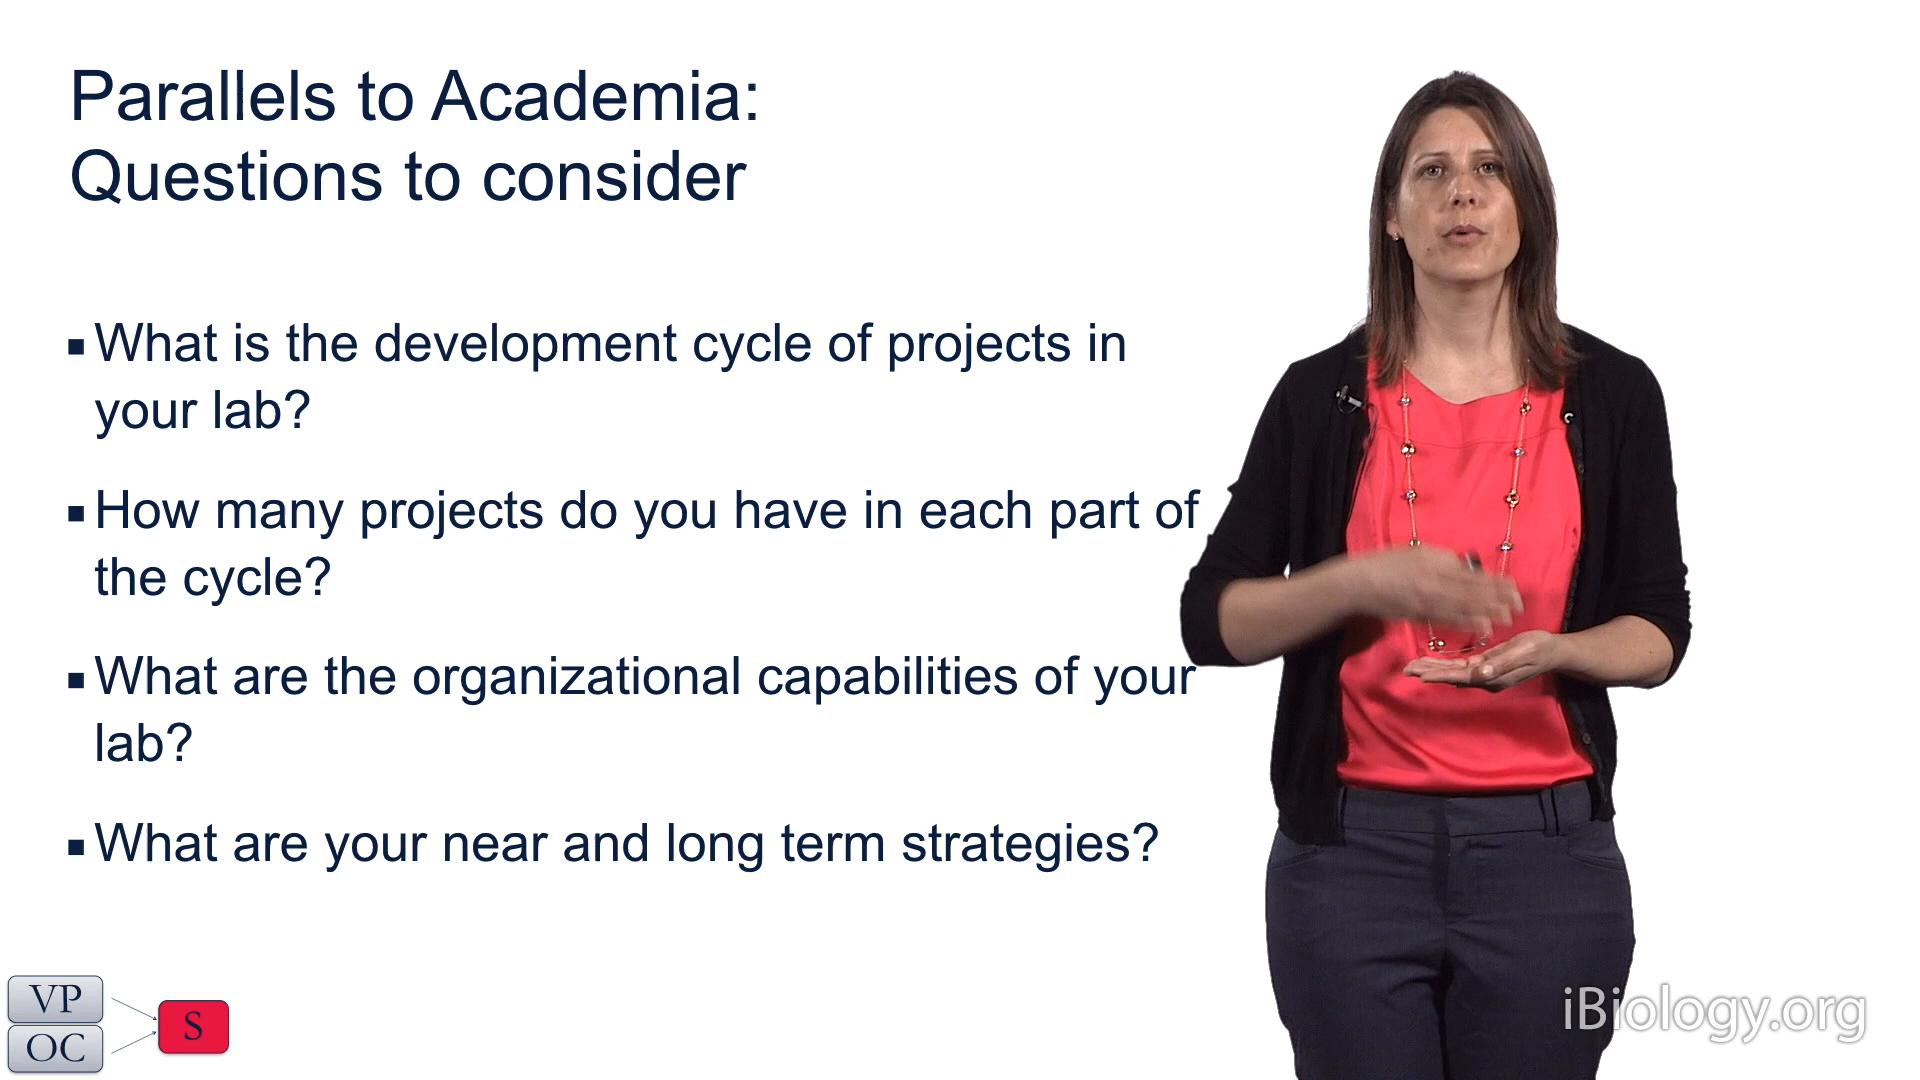 Parallels to Academia:
Questions to consider
What is the development cycle of projects in
your lab?
How many projects do you have in each part of
the cycle?
What are the organizational capabilities of your
lab?
What are your near and long term strategies?
VP
OC
S
iBiology.org